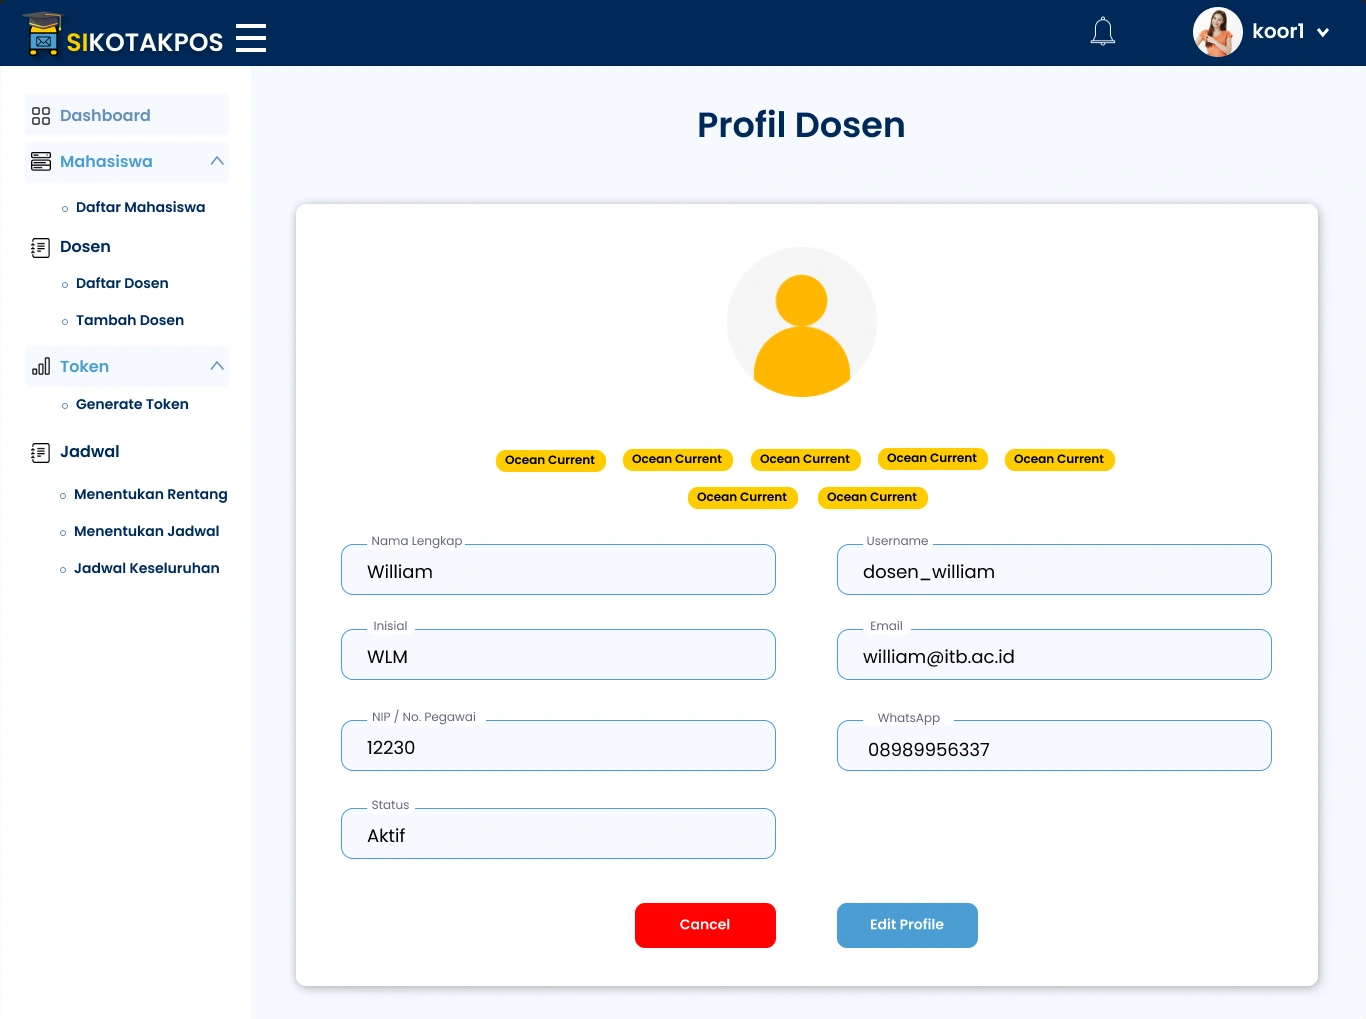 SIKOTAKPOS
koor1
Dashboard
Mahasiswa
Daftar Mahasiswa
Dosen
Daftar Dosen
Tambah Dosen
Token
Generate Token
Jadwal
Menentukan Rentang
Menentukan Jadwal
Jadwal Keseluruhan
Profil Dosen
Ocean Current Ocean Current Ocean Current Ocean Current Ocean Current
Ocean Current Ocean Current
Nama Lengkap
William
Username
dosen_william
Inisial
WLM
Email
william@itb.ac.id
NIP / No. Pegawai
12230
WhatsApp
08989956337
Status
Aktif
Cancel
Edit Profile